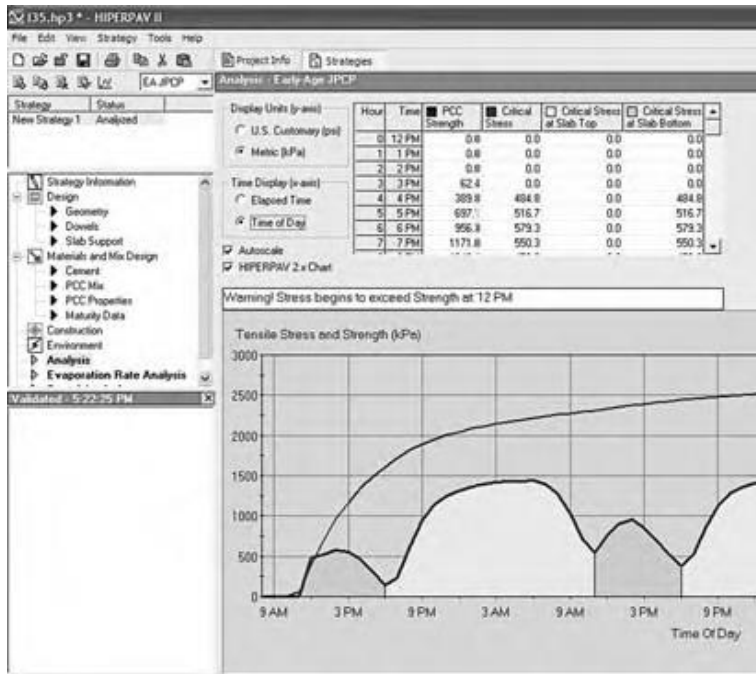 I35.hp3 * - HIPERPAV II
File Edit View Strategy Tools Help
Project Info Strategies
EA JPCP
Analysis - Early-Age JPCP
Strategy Status
New Strategy 1 Analyzed
Strategy Information
Design
Geometry
Dowels
Slab Support
Materials and Mix Design
Cement
PCC Mix
PCC Properties
Maturity Data
Construction
Environment
Analysis
Evaporation Rate Analysis
Validated - 5:22:25 PM
Display Units (y-axis)
U.S. Customary (psi)
Metric (kPa)
Time Display (x-axis)
Elapsed Time
Time of Day
Autoscale
HIPERPAV 2.x Chart
Hour Time PCC Strength Critical Stress Critical Stress at Slab Top Critical Stress at Slab Bottom
0 12 PM 0.0 0.0 0.0 0.0
1 1 PM 0.0 0.0 0.0 0.0
2 2 PM 0.0 0.0 0.0 0.0
3 3 PM 62.4 0.0 0.0 0.0
4 4 PM 389.8 484.8 0.0 484.8
5 5 PM 697.1 516.7 0.0 516.7
6 6 PM 956.3 579.3 0.0 579.3
7 7 PM 1171.8 550.3 0.0 550.3
Warning! Stress begins to exceed Strength at 12 PM
Tensile Stress and Strength (kPa)
3000
2500
2000
1500
1000
500
0
9 AM 3 PM 9 PM 3 AM 9 AM 3 PM 9 PM
Time Of Day